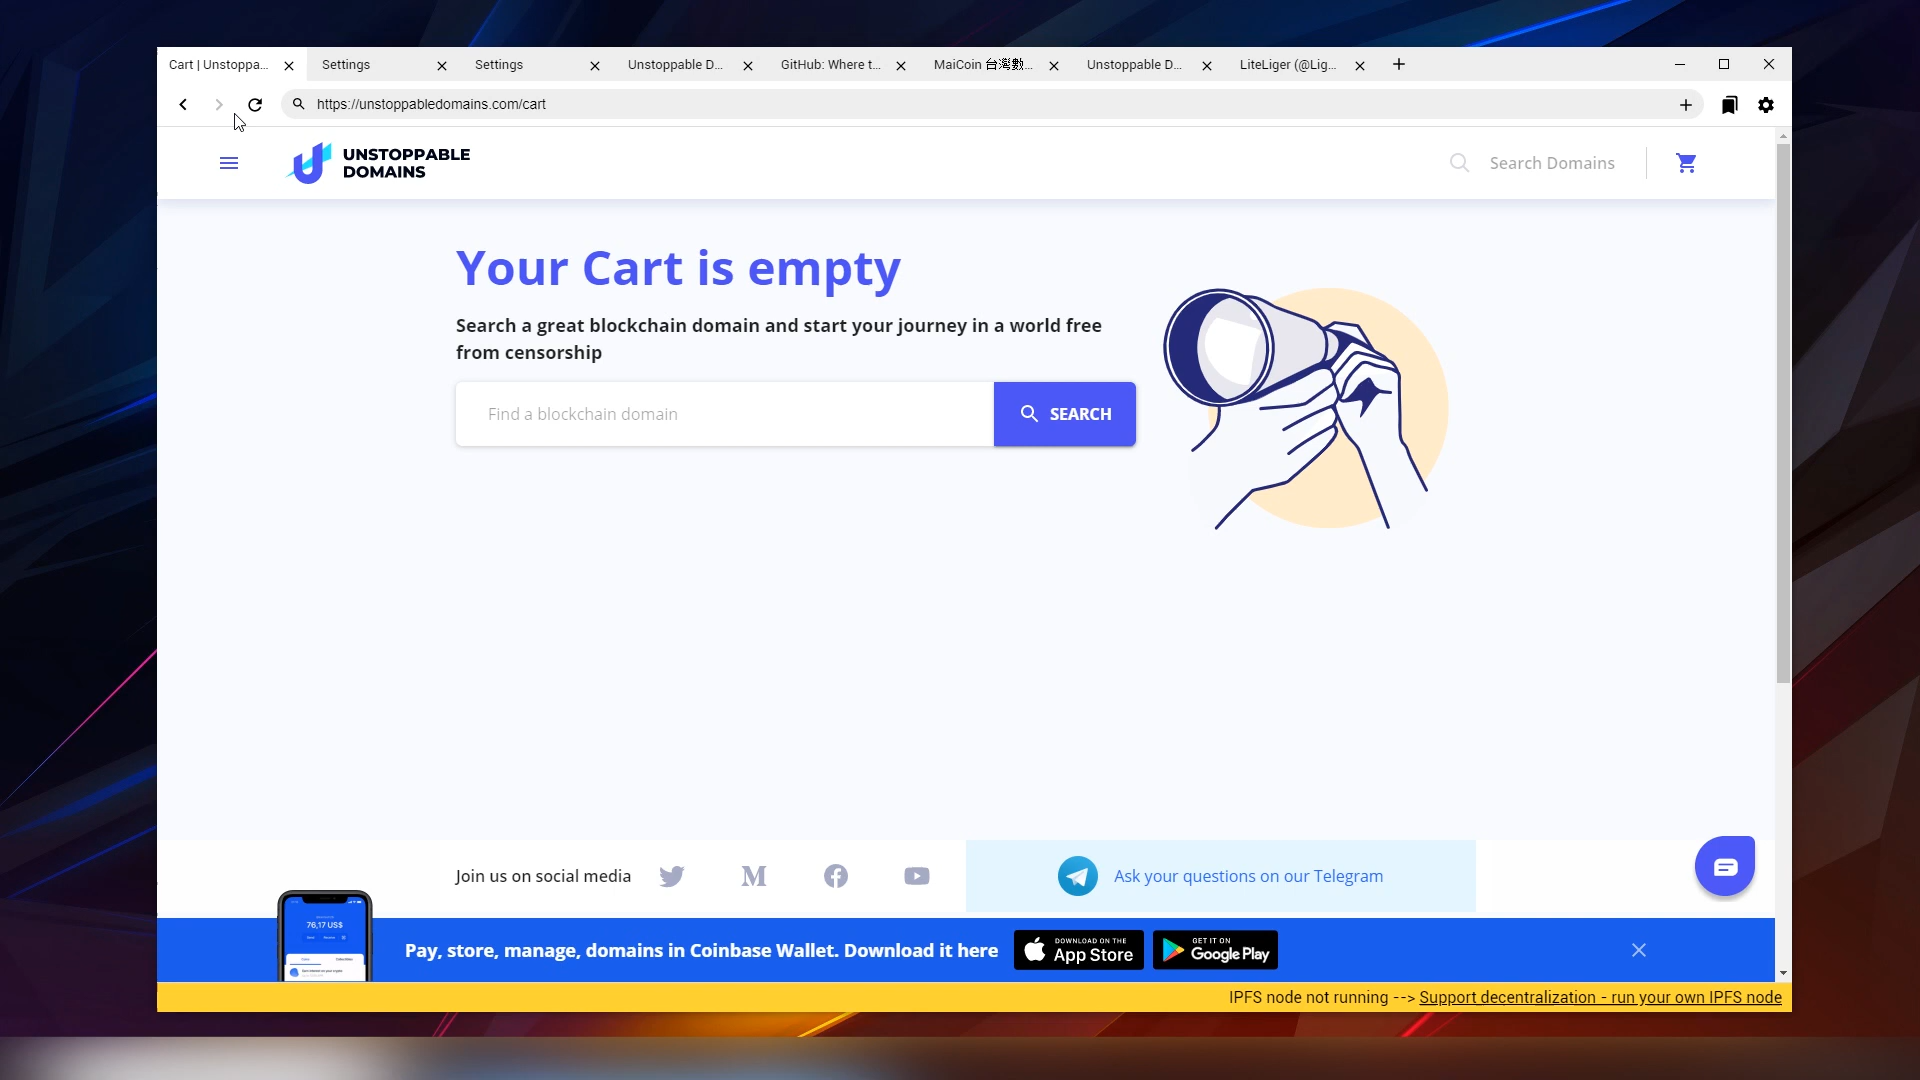 Cart | Unstoppa...
Settings
Settings
Unstoppable D...
GitHub: Where t...
MaiCoin 台灣數...
Unstoppable D...
LiteLiger (@Lig...
https://unstoppabledomains.com/cart
UNSTOPPABLE
DOMAINS
Search Domains
Your Cart is empty
Search a great blockchain domain and start your journey in a world free
from censorship
Find a blockchain domain
SEARCH
Join us on social media
Ask your questions on our Telegram
76,17 US$
Pay, store, manage, domains in Coinbase Wallet. Download it here
DOWNLOAD ON THE
App Store
GET IT ON
Google Play
IPFS node not running --> Support decentralization - run your own IPFS node